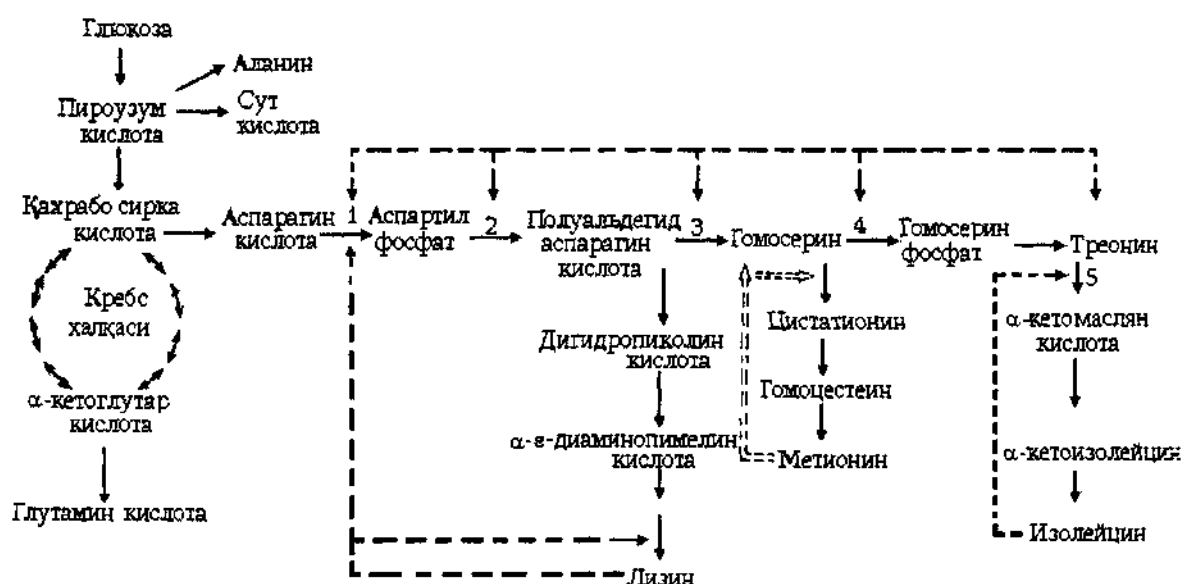 Глюкоза
Аланин
Пироузум
кислота
Сут
кислота
Қахрабо сирка
кислота
Аспарагин
кислота
1
Аспартил
фосфат
2
Полуальдегид
аспарагин
кислота
3
Гомосерин
4
Гомосерин
фосфат
Треонин
5
Кребс
халқаси
Цистатионин
α-кетомаслян
кислота
Дигидропиколин
кислота
Гомоцестеин
α-кетоглутар
кислота
α-ε-диаминопимелин
кислота
Метионин
α-кетоизолейцин
Глутамин кислота
Изолейцин
Лизин